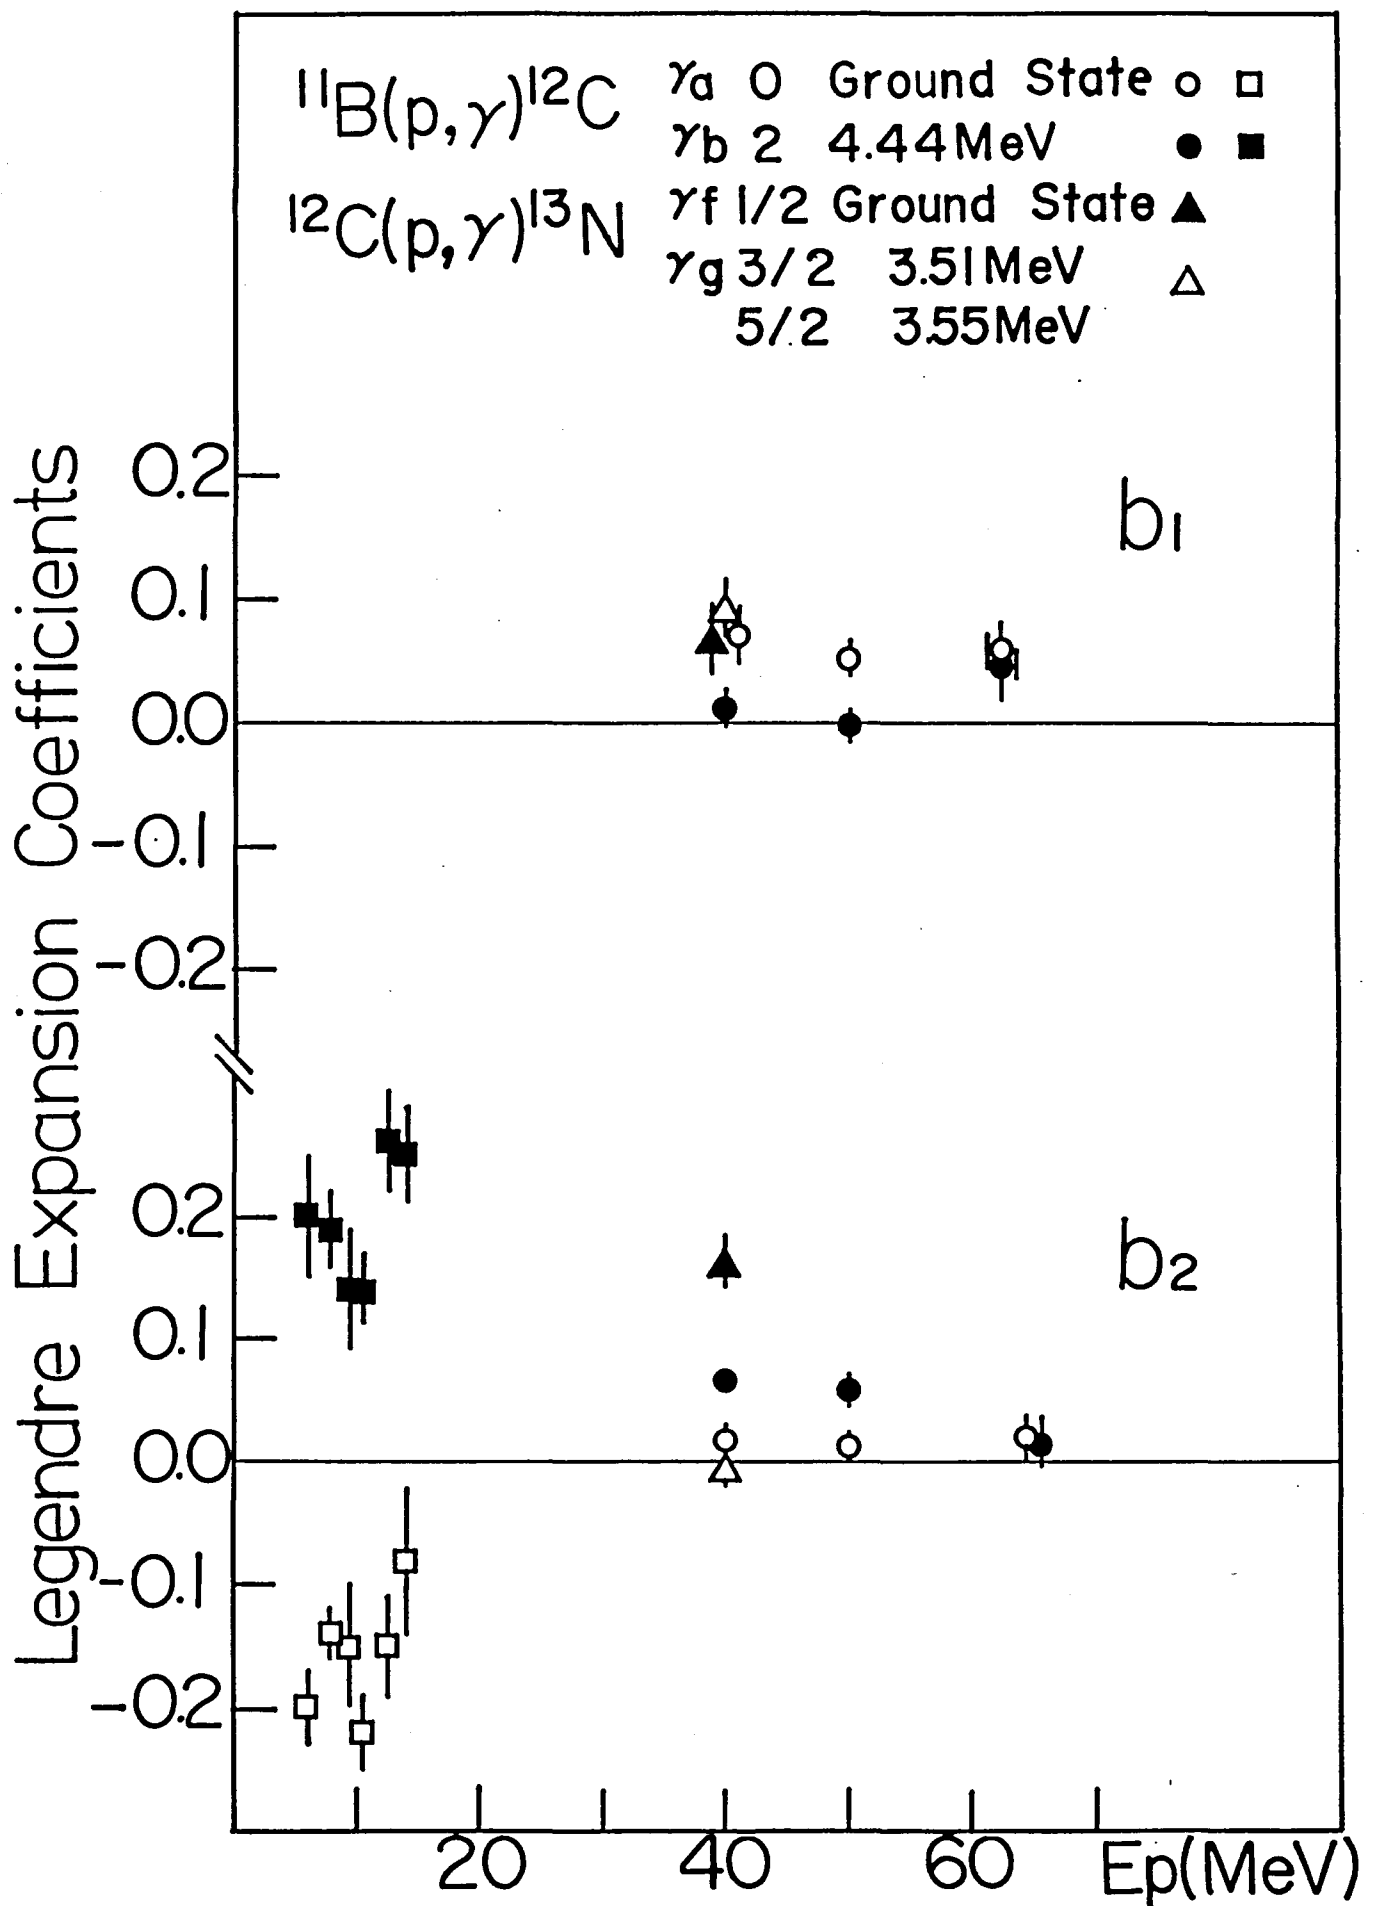 ¹¹B(p,γ)¹²C γa 0 Ground State ○ □
γb 2 4.44MeV ● ■
¹²C(p,γ)¹³N γf 1/2 Ground State ▲
γg 3/2 3.51MeV △
5/2 3.55MeV
Legendre Expansion Coefficients
0.2
0.1
0.0
-0.1
-0.2
b1
0.2
0.1
0.0
-0.1
-0.2
b2
20 40 60 Ep(MeV)